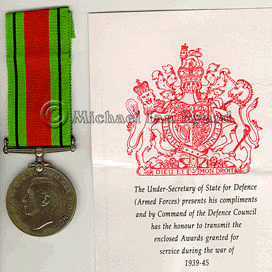 © Michael Ian
DIEU ET MON DROIT
The Under-Secretary of State for Defence
(Armed Forces) presents his compliments
and by Command of the Defence Council
has the honour to transmit the
enclosed Awards granted for
service during the war of
1939-45